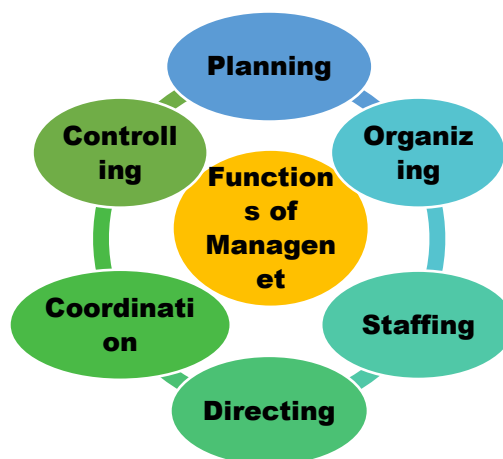 Planning
Organiz
ing
Staffing
Directing
Coordinati
on
Controll
ing
Function
s of
Managen
et